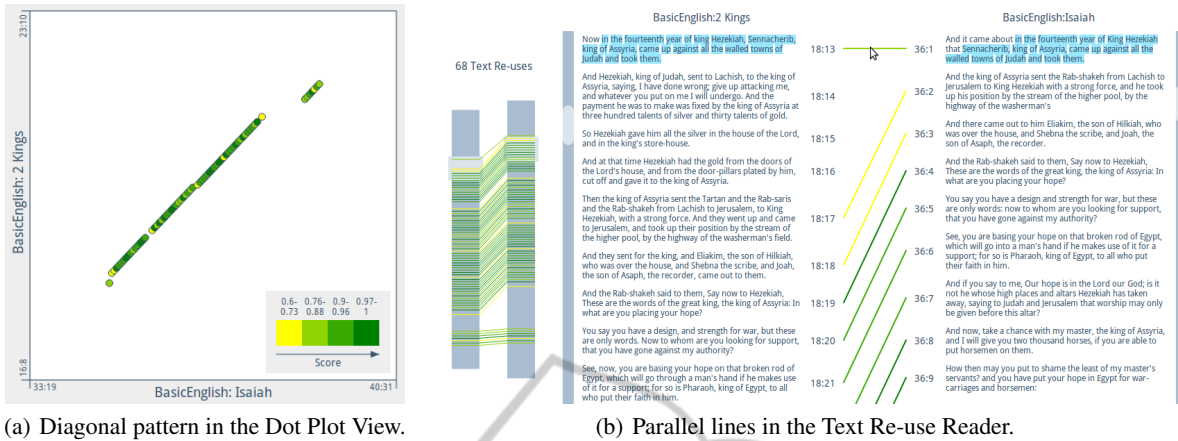 23:10
BasicEnglish: 2 Kings
16:8
33:19
BasicEnglish: Isaiah
40:31
0.6-0.73
0.76-0.88
0.9-0.96
0.97-1
Score
(a) Diagonal pattern in the Dot Plot View.
68 Text Re-uses
BasicEnglish:2 Kings
Now in the fourteenth year of king Hezekiah, Sennacherib,
king of Assyria, came up against all the walled towns of
Judah and took them.
And Hezekiah, king of Judah, sent to Lachish, to the king of
Assyria, saying, I have done wrong; give up attacking me,
and whatever you put on me I will undergo. And the
payment he was to make was fixed by the king of Assyria at
three hundred talents of silver and thirty talents of gold.
So Hezekiah gave him all the silver in the house of the Lord,
and in the king's store-house.
And at that time Hezekiah had the gold from the doors of
the Lord's house, and from the door-pillars plated by him,
cut off and gave it to the king of Assyria.
Then the king of Assyria sent the Tartan and the Rab-saris
and the Rab-shakeh from Lachish to Jerusalem, to King
Hezekiah, with a strong force. And they went up and came
to Jerusalem, and took up their position by the stream of
the higher pool, by the highway of the washerman's field.
And they sent for the king, and Eliakim, the son of Hilkiah,
who was over the house, and Shebna the scribe, and Joah,
the son of Asaph, the recorder, came out to them.
And the Rab-shakeh said to them, Say now to Hezekiah,
These are the words of the great king, the king of Assyria: In
what are you placing your hope?
You say you have a design, and strength for war, but these
are only words. Now to whom are you looking for support,
that you have gone against my authority?
See, now, you are basing your hope on that broken rod of
Egypt, which will go through a man's hand if he makes use
of it for a support; for so is Pharaoh, king of Egypt, to all
who put their faith in him.
18:13
18:14
18:15
18:16
18:17
18:18
18:19
18:20
18:21
36:1
36:2
36:3
36:4
36:5
36:6
36:7
36:8
36:9
BasicEnglish:Isaiah
And it came about in the fourteenth year of King Hezekiah
that Sennacherib, king of Assyria, came up against all the
walled towns of Judah and took them.
And the king of Assyria sent the Rab-shakeh from Lachish to
Jerusalem to King Hezekiah with a strong force, and he took
up his position by the stream of the higher pool, by the
highway of the washerman's
And there came out to him Eliakim, the son of Hilkiah, who
was over the house, and Shebna the scribe, and Joah, the
son of Asaph, the recorder.
And the Rab-shakeh said to them, Say now to Hezekiah,
These are the words of the great king, the king of Assyria: In
what are you placing your hope?
You say you have a design and strength for war, but these
are only words: now to whom are you looking for support,
that you have gone against my authority?
See, you are basing your hope on that broken rod of Egypt,
which will go into a man's hand if he makes use of it for a
support; for so is Pharaoh, king of Egypt, to all who put
their faith in him.
And if you say to me, Our hope is in the Lord our God; is it
not he whose high places and altars Hezekiah has taken
away, saying to Judah and Jerusalem that worship may only
be given before this altar?
And now, take a chance with my master, the king of Assyria,
and I will give you two thousand horses, if you are able to
put horsemen on them.
How then may you put to shame the least of my master's
servants? and you have put your hope in Egypt for war-
carriages and horsemen:
(b) Parallel lines in the Text Re-use Reader.